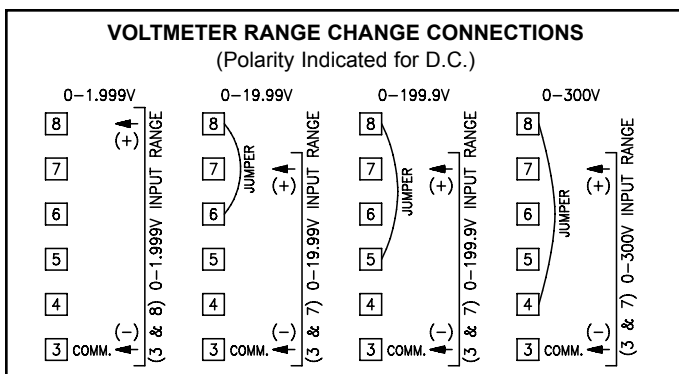 VOLTMETER RANGE CHANGE CONNECTIONS
(Polarity Indicated for D.C.)
0-1.999V
8
7
6
5
4
3 COMM.
(+)
(-)
(3 & 8) 0-1.999V INPUT RANGE
0-19.99V
8
7
6
5
4
3 COMM.
JUMPER
(+)
(-)
(3 & 7) 0-19.99V INPUT RANGE
0-199.9V
8
7
6
5
4
3 COMM.
JUMPER
(+)
(-)
(3 & 7) 0-199.9V INPUT RANGE
0-300V
8
7
6
5
4
3 COMM.
JUMPER
(+)
(-)
(3 & 7) 0-300V INPUT RANGE